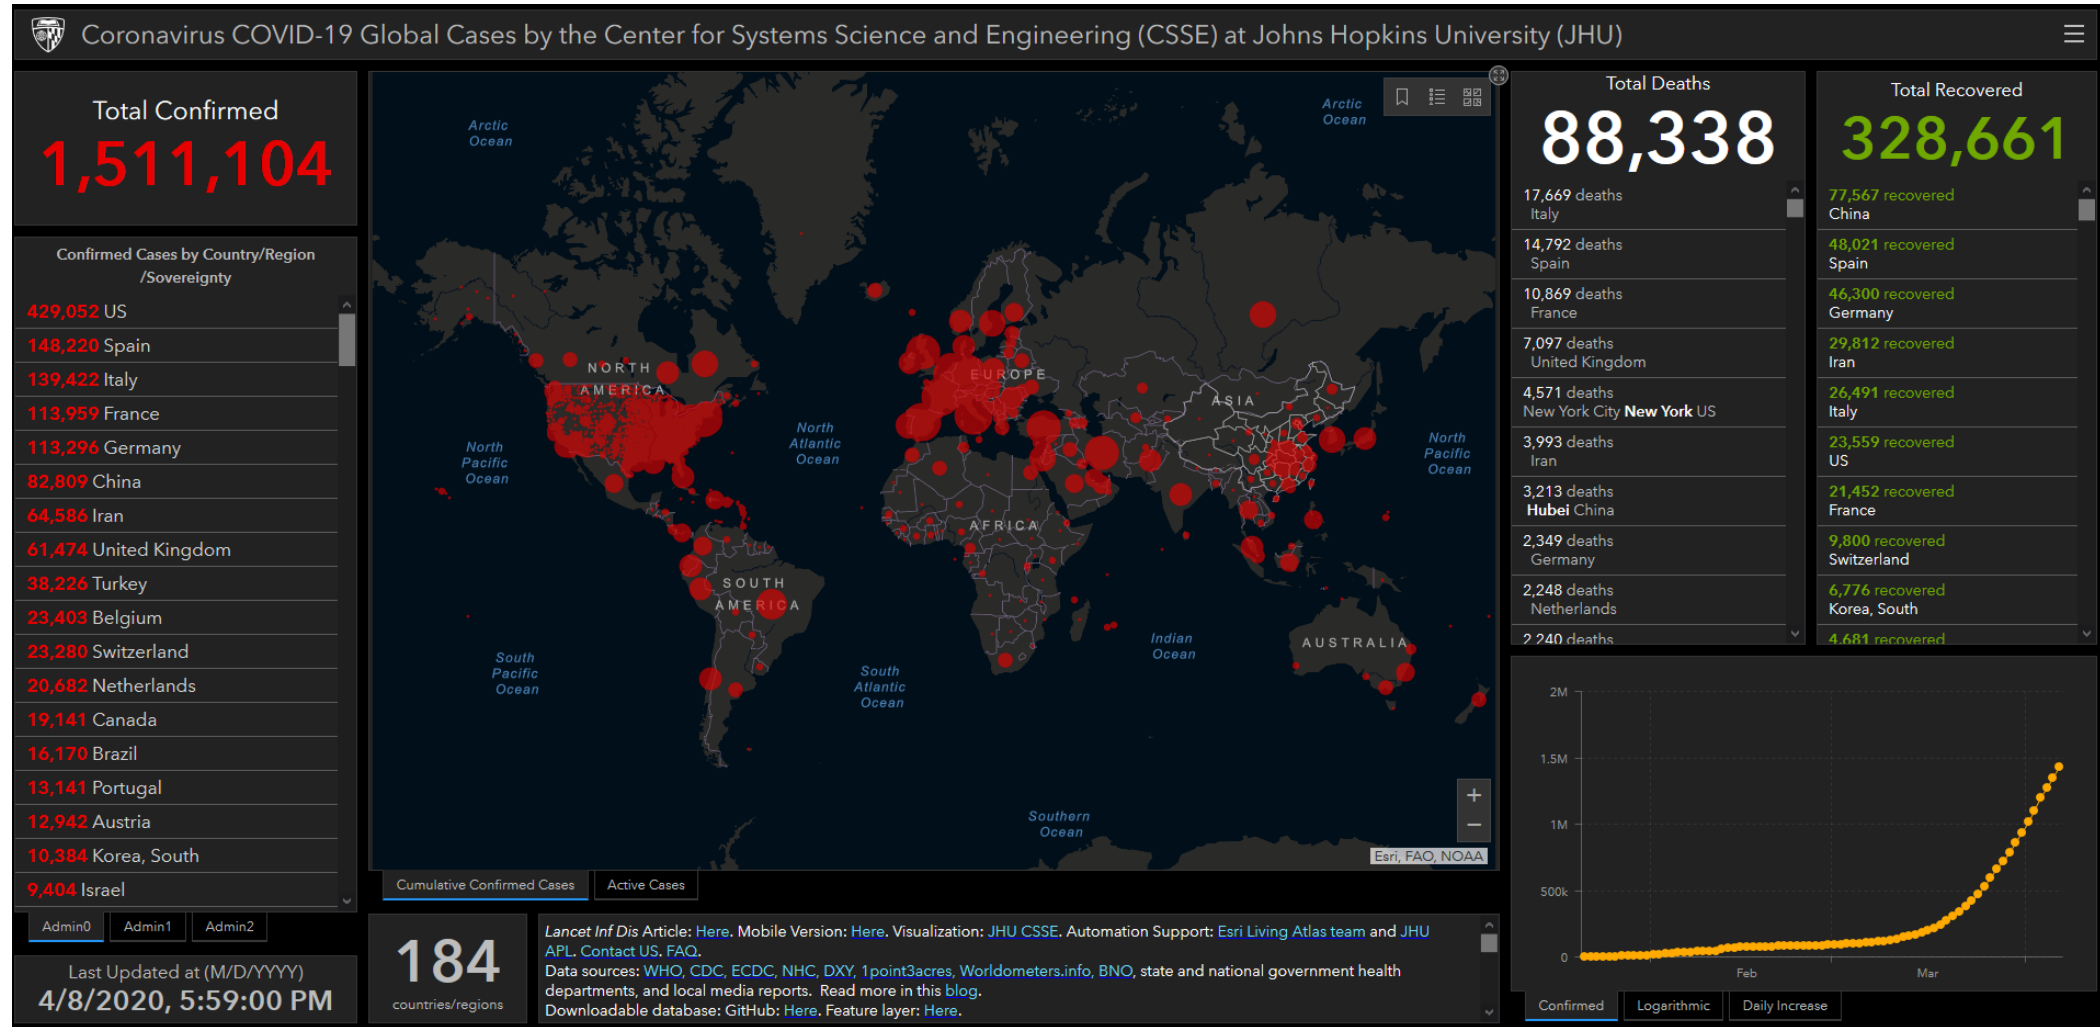 Coronavirus COVID-19 Global Cases by the Center for Systems Science and Engineering (CSSE) at Johns Hopkins University (JHU)
Total Confirmed
1,511,104
Confirmed Cases by Country/Region
/Sovereignty
429,052 US
148,220 Spain
139,422 Italy
113,959 France
113,296 Germany
82,809 China
64,586 Iran
61,474 United Kingdom
38,226 Turkey
23,403 Belgium
23,280 Switzerland
20,682 Netherlands
19,141 Canada
16,170 Brazil
13,141 Portugal
12,942 Austria
10,384 Korea, South
9,404 Israel
Admin0
Admin1
Admin2
Last Updated at (M/D/YYYY)
4/8/2020, 5:59:00 PM
Arctic
Ocean
Arctic
Ocean
NORTH
AMERICA
EUROPE
ASIA
North
Pacific
Ocean
North
Atlantic
Ocean
North
Pacific
Ocean
AFRICA
SOUTH
AMERICA
Indian
Ocean
AUSTRALIA
South
Pacific
Ocean
South
Atlantic
Ocean
Southern
Ocean
+
−
Esri, FAO, NOAA
Cumulative Confirmed Cases
Active Cases
184
countries/regions
Lancet Inf Dis Article: Here. Mobile Version: Here. Visualization: JHU CSSE. Automation Support: Esri Living Atlas team and JHU
APL. Contact US. FAQ.
Data sources: WHO, CDC, ECDC, NHC, DXY, 1point3acres, Worldometers.info, BNO, state and national government health
departments, and local media reports. Read more in this blog.
Downloadable database: GitHub: Here. Feature layer: Here.
Total Deaths
88,338
17,669 deaths
Italy
14,792 deaths
Spain
10,869 deaths
France
7,097 deaths
United Kingdom
4,571 deaths
New York City New York US
3,993 deaths
Iran
3,213 deaths
Hubei China
2,349 deaths
Germany
2,248 deaths
Netherlands
2,240 deaths
Total Recovered
328,661
77,567 recovered
China
48,021 recovered
Spain
46,300 recovered
Germany
29,812 recovered
Iran
26,491 recovered
Italy
23,559 recovered
US
21,452 recovered
France
9,800 recovered
Switzerland
6,776 recovered
Korea, South
4,681 recovered
2M
1.5M
1M
500k
0
Feb
Mar
Confirmed
Logarithmic
Daily Increase